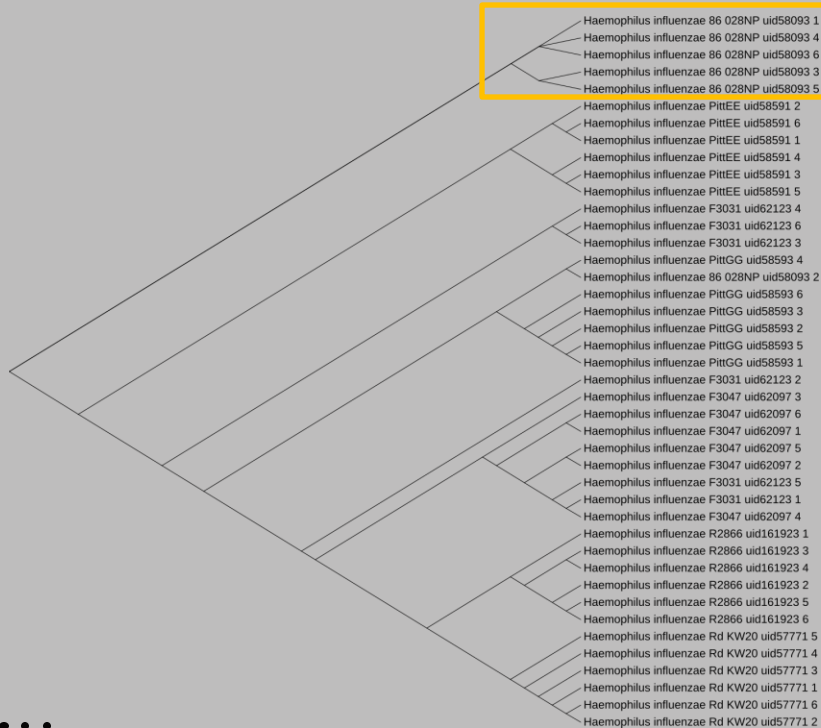 Haemophilus influenzae 86 028NP uid58093 1
Haemophilus influenzae 86 028NP uid58093 4
Haemophilus influenzae 86 028NP uid58093 6
Haemophilus influenzae 86 028NP uid58093 3
Haemophilus influenzae 86 028NP uid58093 5
Haemophilus influenzae PittEE uid58591 2
Haemophilus influenzae PittEE uid58591 6
Haemophilus influenzae PittEE uid58591 1
Haemophilus influenzae PittEE uid58591 4
Haemophilus influenzae PittEE uid58591 3
Haemophilus influenzae PittEE uid58591 5
Haemophilus influenzae F3031 uid62123 4
Haemophilus influenzae F3031 uid62123 6
Haemophilus influenzae F3031 uid62123 3
Haemophilus influenzae PittGG uid58593 4
Haemophilus influenzae 86 028NP uid58093 2
Haemophilus influenzae PittGG uid58593 6
Haemophilus influenzae PittGG uid58593 3
Haemophilus influenzae PittGG uid58593 2
Haemophilus influenzae PittGG uid58593 5
Haemophilus influenzae PittGG uid58593 1
Haemophilus influenzae F3031 uid62123 2
Haemophilus influenzae F3047 uid62097 3
Haemophilus influenzae F3047 uid62097 6
Haemophilus influenzae F3047 uid62097 1
Haemophilus influenzae F3047 uid62097 5
Haemophilus influenzae F3047 uid62097 2
Haemophilus influenzae F3031 uid62123 5
Haemophilus influenzae F3031 uid62123 1
Haemophilus influenzae F3047 uid62097 4
Haemophilus influenzae R2866 uid161923 1
Haemophilus influenzae R2866 uid161923 3
Haemophilus influenzae R2866 uid161923 4
Haemophilus influenzae R2866 uid161923 2
Haemophilus influenzae R2866 uid161923 5
Haemophilus influenzae R2866 uid161923 6
Haemophilus influenzae Rd KW20 uid57771 5
Haemophilus influenzae Rd KW20 uid57771 4
Haemophilus influenzae Rd KW20 uid57771 3
Haemophilus influenzae Rd KW20 uid57771 1
Haemophilus influenzae Rd KW20 uid57771 6
Haemophilus influenzae Rd KW20 uid57771 2